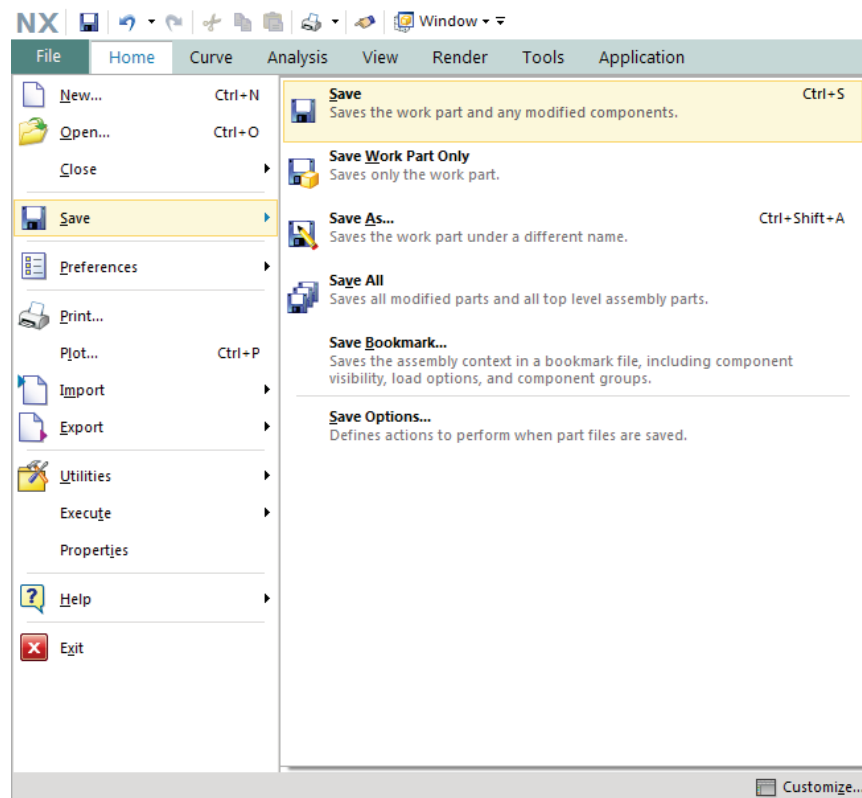 NX Window
File Home Curve Analysis View Render Tools Application
New... Ctrl+N
Open... Ctrl+O
Close
Save
Preferences
Print...
Plot... Ctrl+P
Import
Export
Utilities
Execute
Properties
Help
Exit
Save Ctrl+S
Saves the work part and any modified components.
Save Work Part Only
Saves only the work part.
Save As... Ctrl+Shift+A
Saves the work part under a different name.
Save All
Saves all modified parts and all top level assembly parts.
Save Bookmark...
Saves the assembly context in a bookmark file, including component
visibility, load options, and component groups.
Save Options...
Defines actions to perform when part files are saved.
Customize...